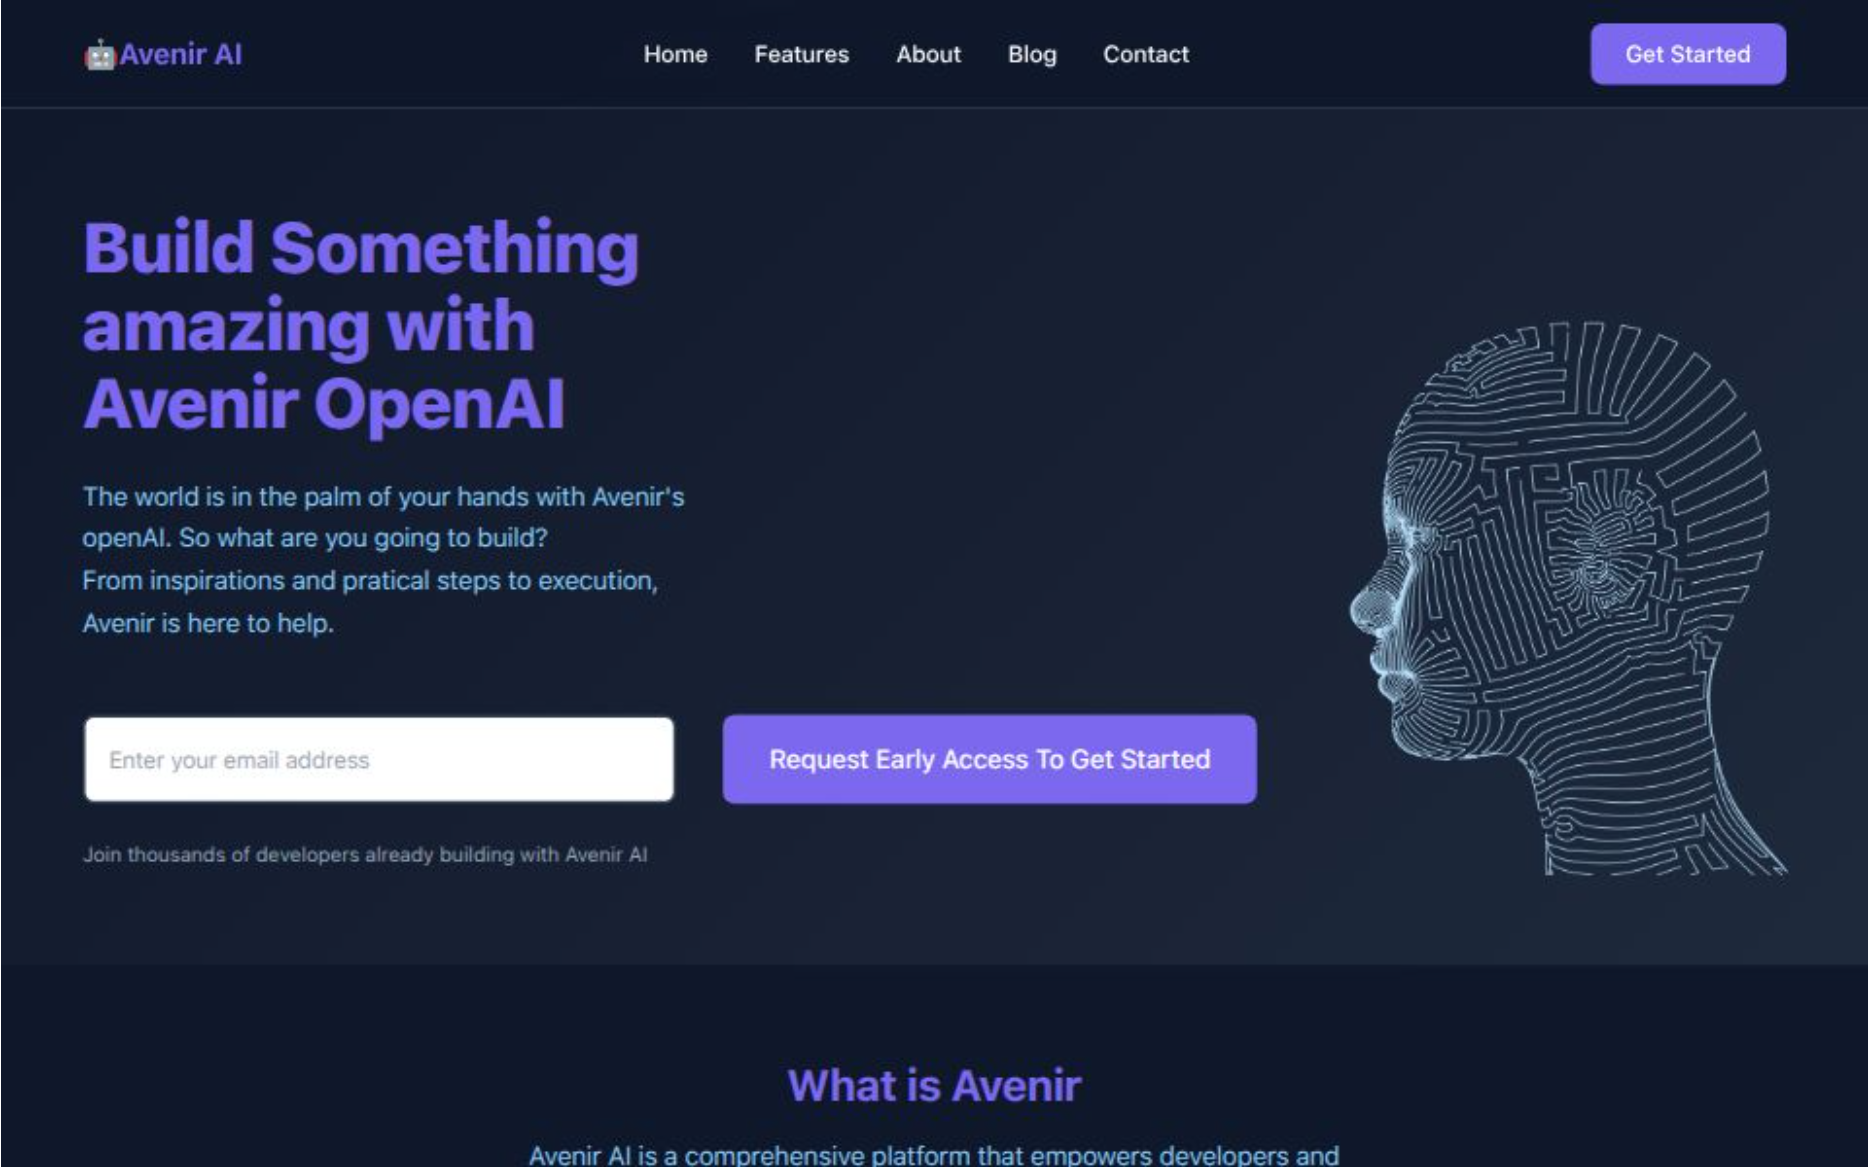 🤖Avenir AI
Home Features About Blog Contact
Get Started
Build Something
amazing with
Avenir OpenAI
The world is in the palm of your hands with Avenir's
openAI. So what are you going to build?
From inspirations and pratical steps to execution,
Avenir is here to help.
Enter your email address
Request Early Access To Get Started
Join thousands of developers already building with Avenir AI
What is Avenir
Avenir AI is a comprehensive platform that empowers developers and